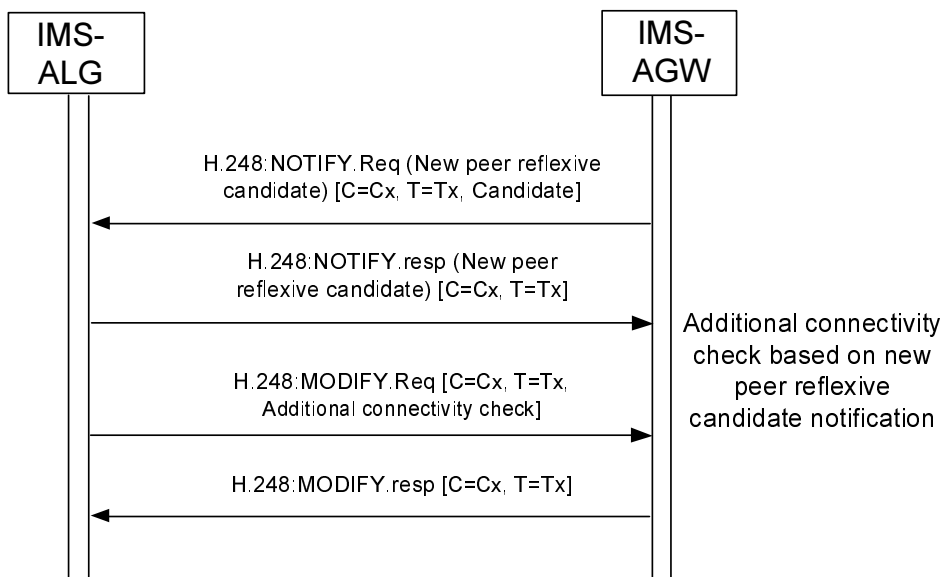 IMS-
ALG
IMS-
AGW
H.248:NOTIFY.Req (New peer reflexive
candidate) [C=Cx, T=Tx, Candidate]
H.248:NOTIFY.resp (New peer
reflexive candidate) [C=Cx, T=Tx]
Additional connectivity
check based on new
peer reflexive
candidate notification
H.248:MODIFY.Req [C=Cx, T=Tx,
Additional connectivity check]
H.248:MODIFY.resp [C=Cx, T=Tx]